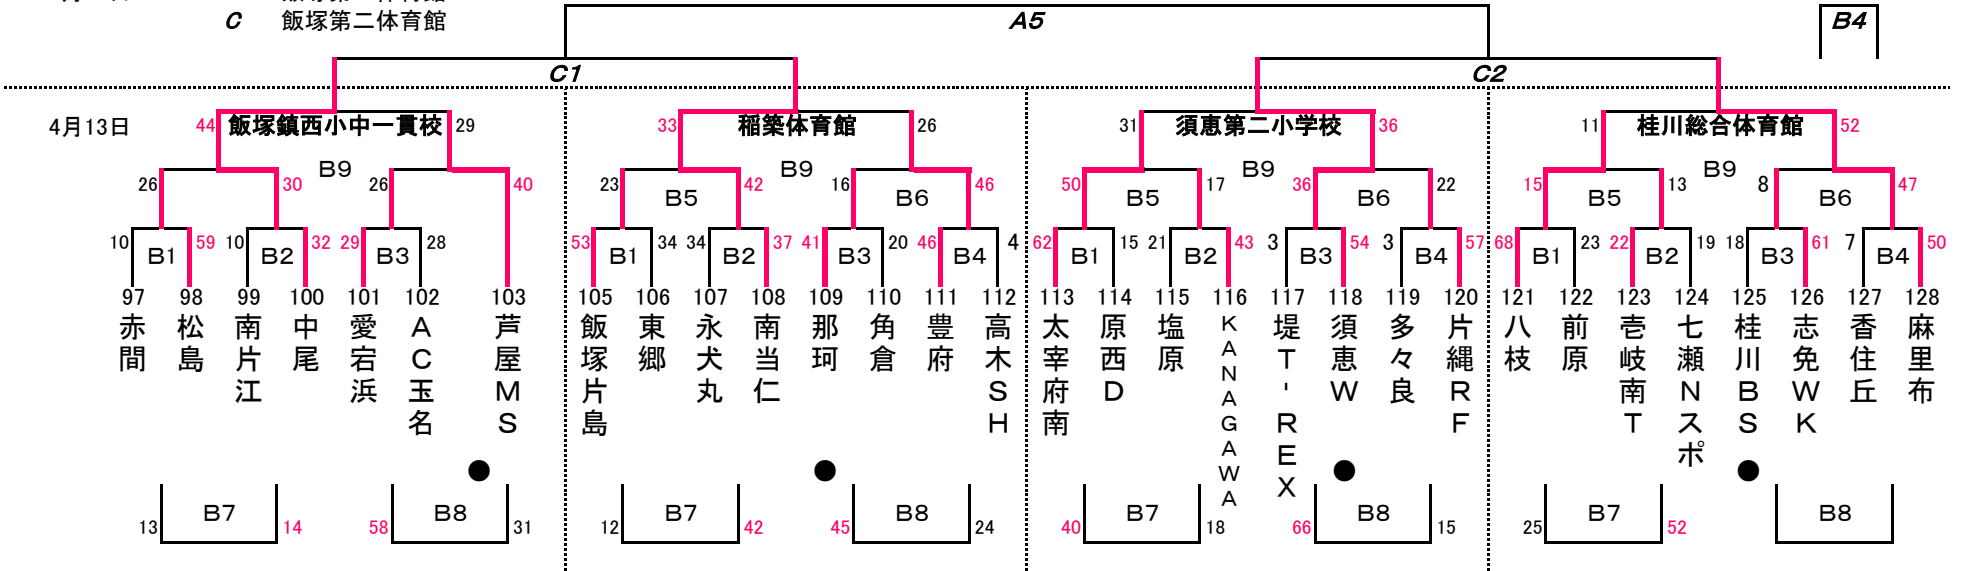 C 飯塚第二体育館
A5
B4
C1 C2
4月13日
44 飯塚鎮西小中一貫校 29
33 稲築体育館 26
31 須恵第二小学校 36
11 桂川総合体育館 52
B9 B9 B9 B9
26 30 26 40
23 B5 42 16 B6 46
50 B5 17 36 B6 22
15 B5 13 8 B6 47
10 B1 59 10 B2 32 29 B3 28
53 B1 34 34 B2 37 41 B3 20 46 B4 4
62 B1 15 21 B2 43 3 B3 54 3 B4 57
68 B1 23 22 B2 19 18 B3 61 7 B4 50
97 赤間
98 松島
99 南片江
100 中尾
101 愛宕浜
102 AC玉名
103 芦屋MS
105 飯塚片島
106 東郷
107 永犬丸
108 南当仁
109 那珂
110 角倉
111 豊府
112 高木SH
113 太宰府南
114 原西D
115 塩原
116 KANAGAWA
117 堤T'REX
118 須恵W
119 多々良
120 片縄RF
121 八枝
122 前原
123 壱岐南T
124 七瀬Nスポ
125 桂川BS
126 志免WK
127 香住丘
128 麻里布
● ● ● ●
13 B7 14 58 B8 31
12 B7 42 45 B8 24
40 B7 18 66 B8 15
25 B7 52 B8